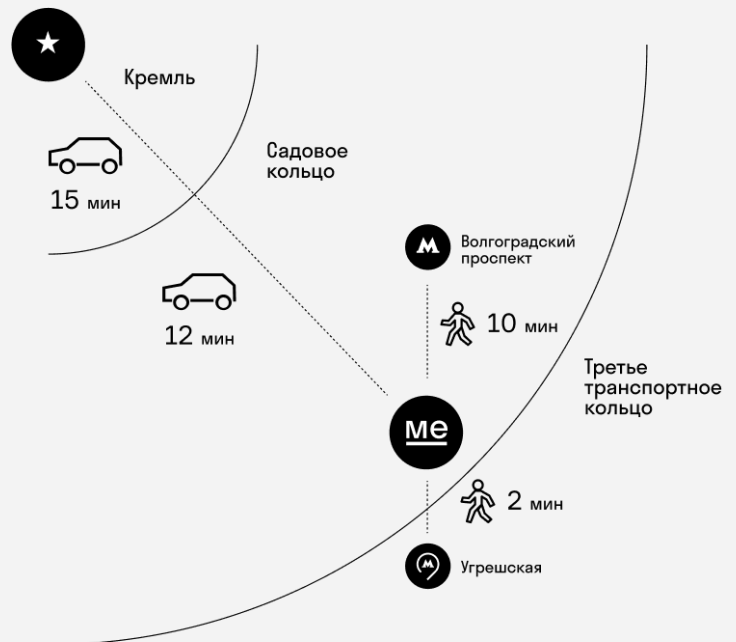 Кремль
Садовое
кольцо
15 мин
Волгоградский
проспект
12 мин
10 мин
Третье
транспортное
кольцо
ме
2 мин
Угрешская